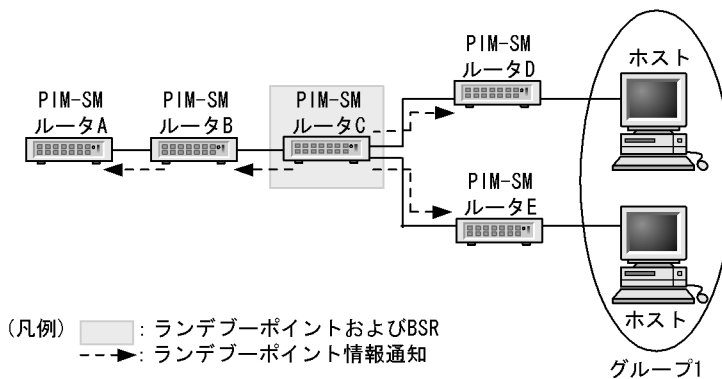 PIM-SM
ルータA
PIM-SM
ルータB
PIM-SM
ルータC
PIM-SM
ルータD
PIM-SM
ルータE
ホスト
ホスト
グループ1
(凡例)
：ランデブーポイントおよびBSR
：ランデブーポイント情報通知